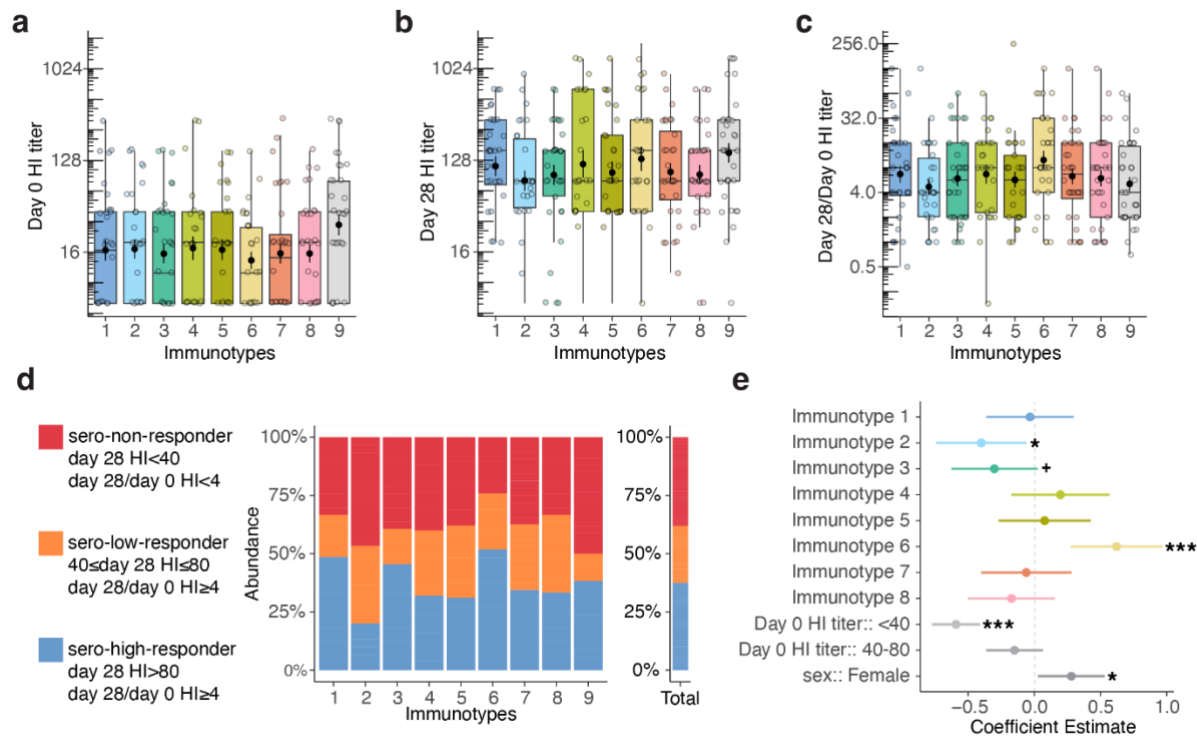 a
Day 0 HI titer
1024
128
16
1 2 3 4 5 6 7 8 9
Immunotypes
b
Day 28 HI titer
1024
128
16
1 2 3 4 5 6 7 8 9
Immunotypes
c
Day 28/Day 0 HI titer
256.0
32.0
4.0
0.5
1 2 3 4 5 6 7 8 9
Immunotypes
d
sero-non-responder
day 28 HI<40
day 28/day 0 HI<4
sero-low-responder
40≤day 28 HI≤80
day 28/day 0 HI≥4
sero-high-responder
day 28 HI>80
day 28/day 0 HI≥4
Abundance
100%
75%
50%
25%
0%
1 2 3 4 5 6 7 8 9
Immunotypes
100%
75%
50%
25%
0%
Total
e
Immunotype 1
Immunotype 2 *
Immunotype 3 +
Immunotype 4
Immunotype 5
Immunotype 6 ***
Immunotype 7
Immunotype 8
Day 0 HI titer:: <40 ***
Day 0 HI titer:: 40-80
sex:: Female *
−0.5 0.0 0.5 1.0
Coefficient Estimate